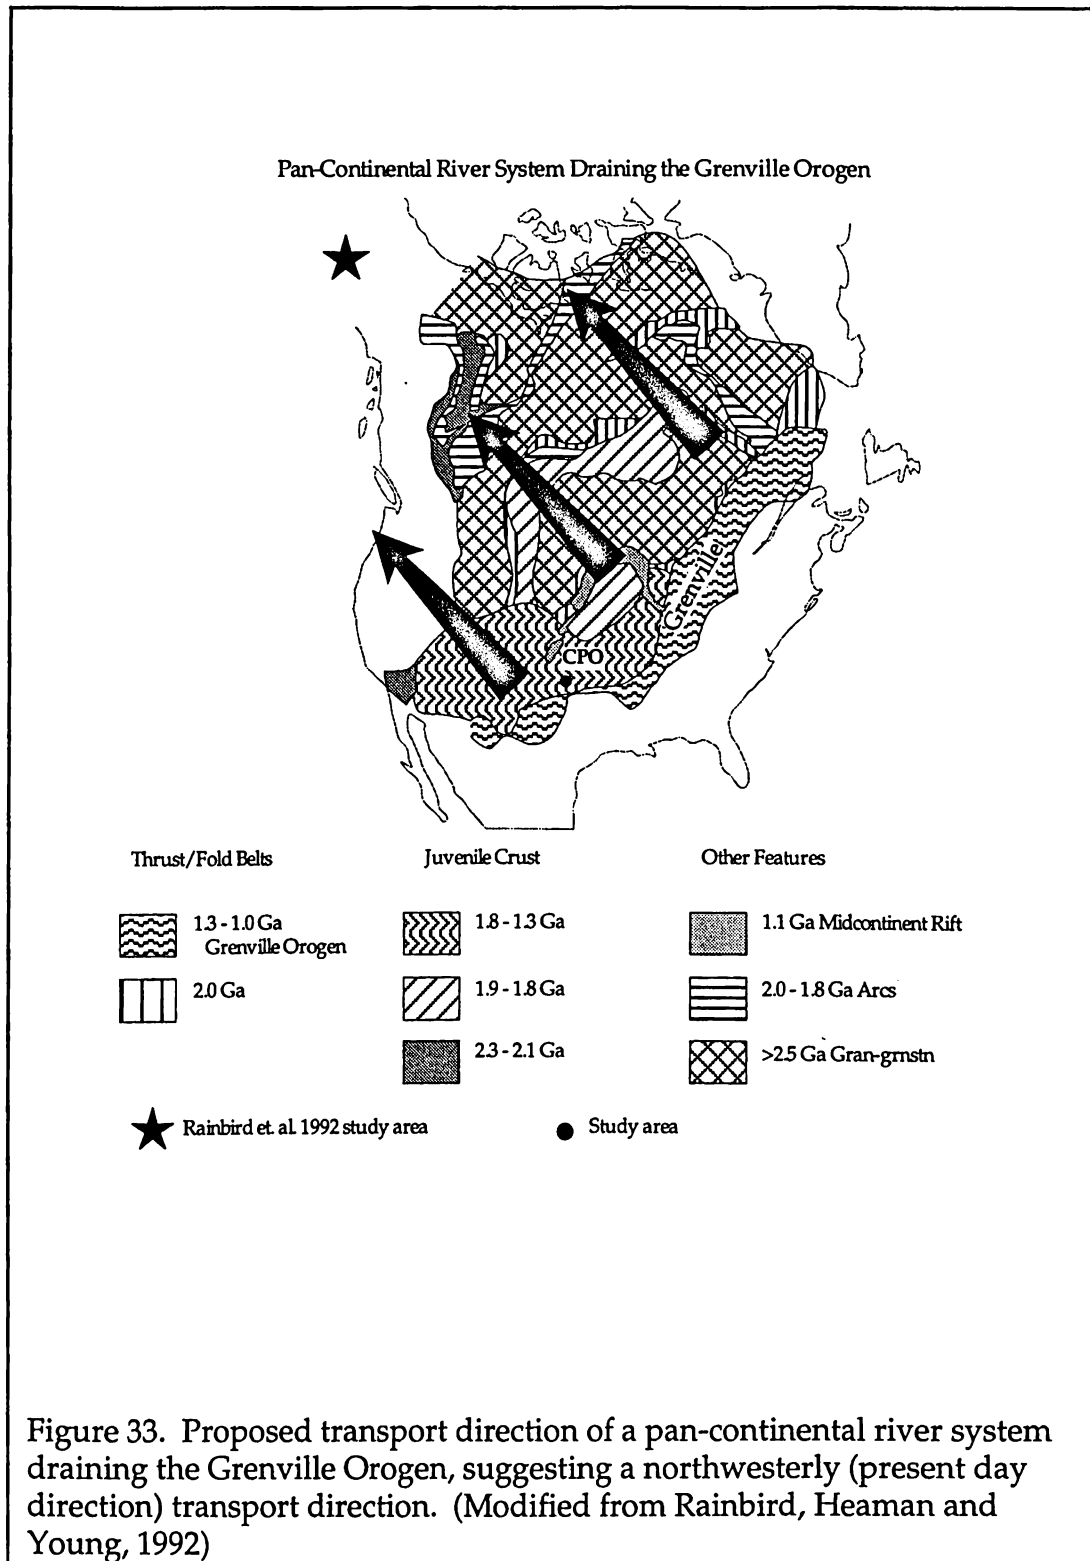 Pan-Continental River System Draining the Grenville Orogen
Grenville
CPO
Thrust/Fold Belts
1.3 - 1.0 Ga
Grenville Orogen
2.0 Ga
Juvenile Crust
1.8 - 1.3 Ga
1.9 - 1.8 Ga
2.3 - 2.1 Ga
Other Features
1.1 Ga Midcontinent Rift
2.0 - 1.8 Ga Arcs
>2.5 Ga Gran-grnstn
Rainbird et. al. 1992 study area
Study area
Figure 33. Proposed transport direction of a pan-continental river system
draining the Grenville Orogen, suggesting a northwesterly (present day
direction) transport direction. (Modified from Rainbird, Heaman and
Young, 1992)